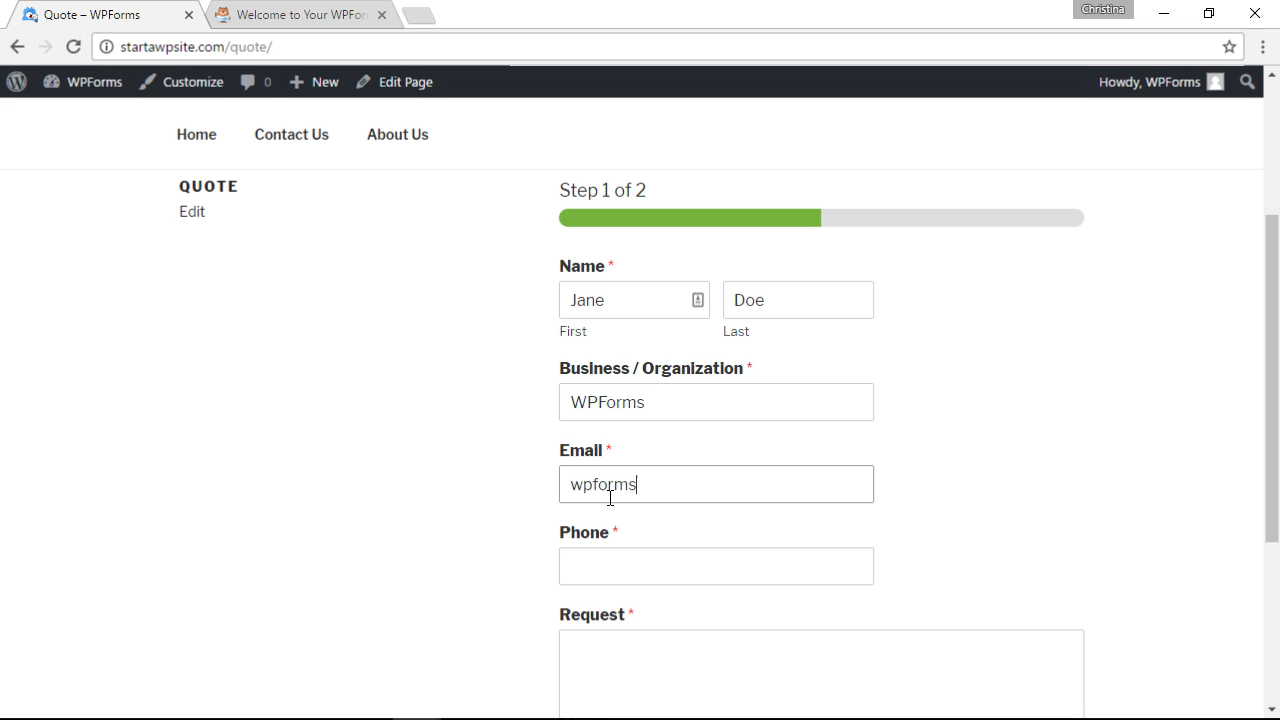 Quote – WPForms
Welcome to Your WPFor
Christina
startawpsite.com/quote/
WPForms Customize 0 New Edit Page
Howdy, WPForms
Home Contact Us About Us
QUOTE
Edit
Step 1 of 2
Name *
Jane Doe
First Last
Business / Organization *
WPForms
Email *
wpforms
Phone *
Request *